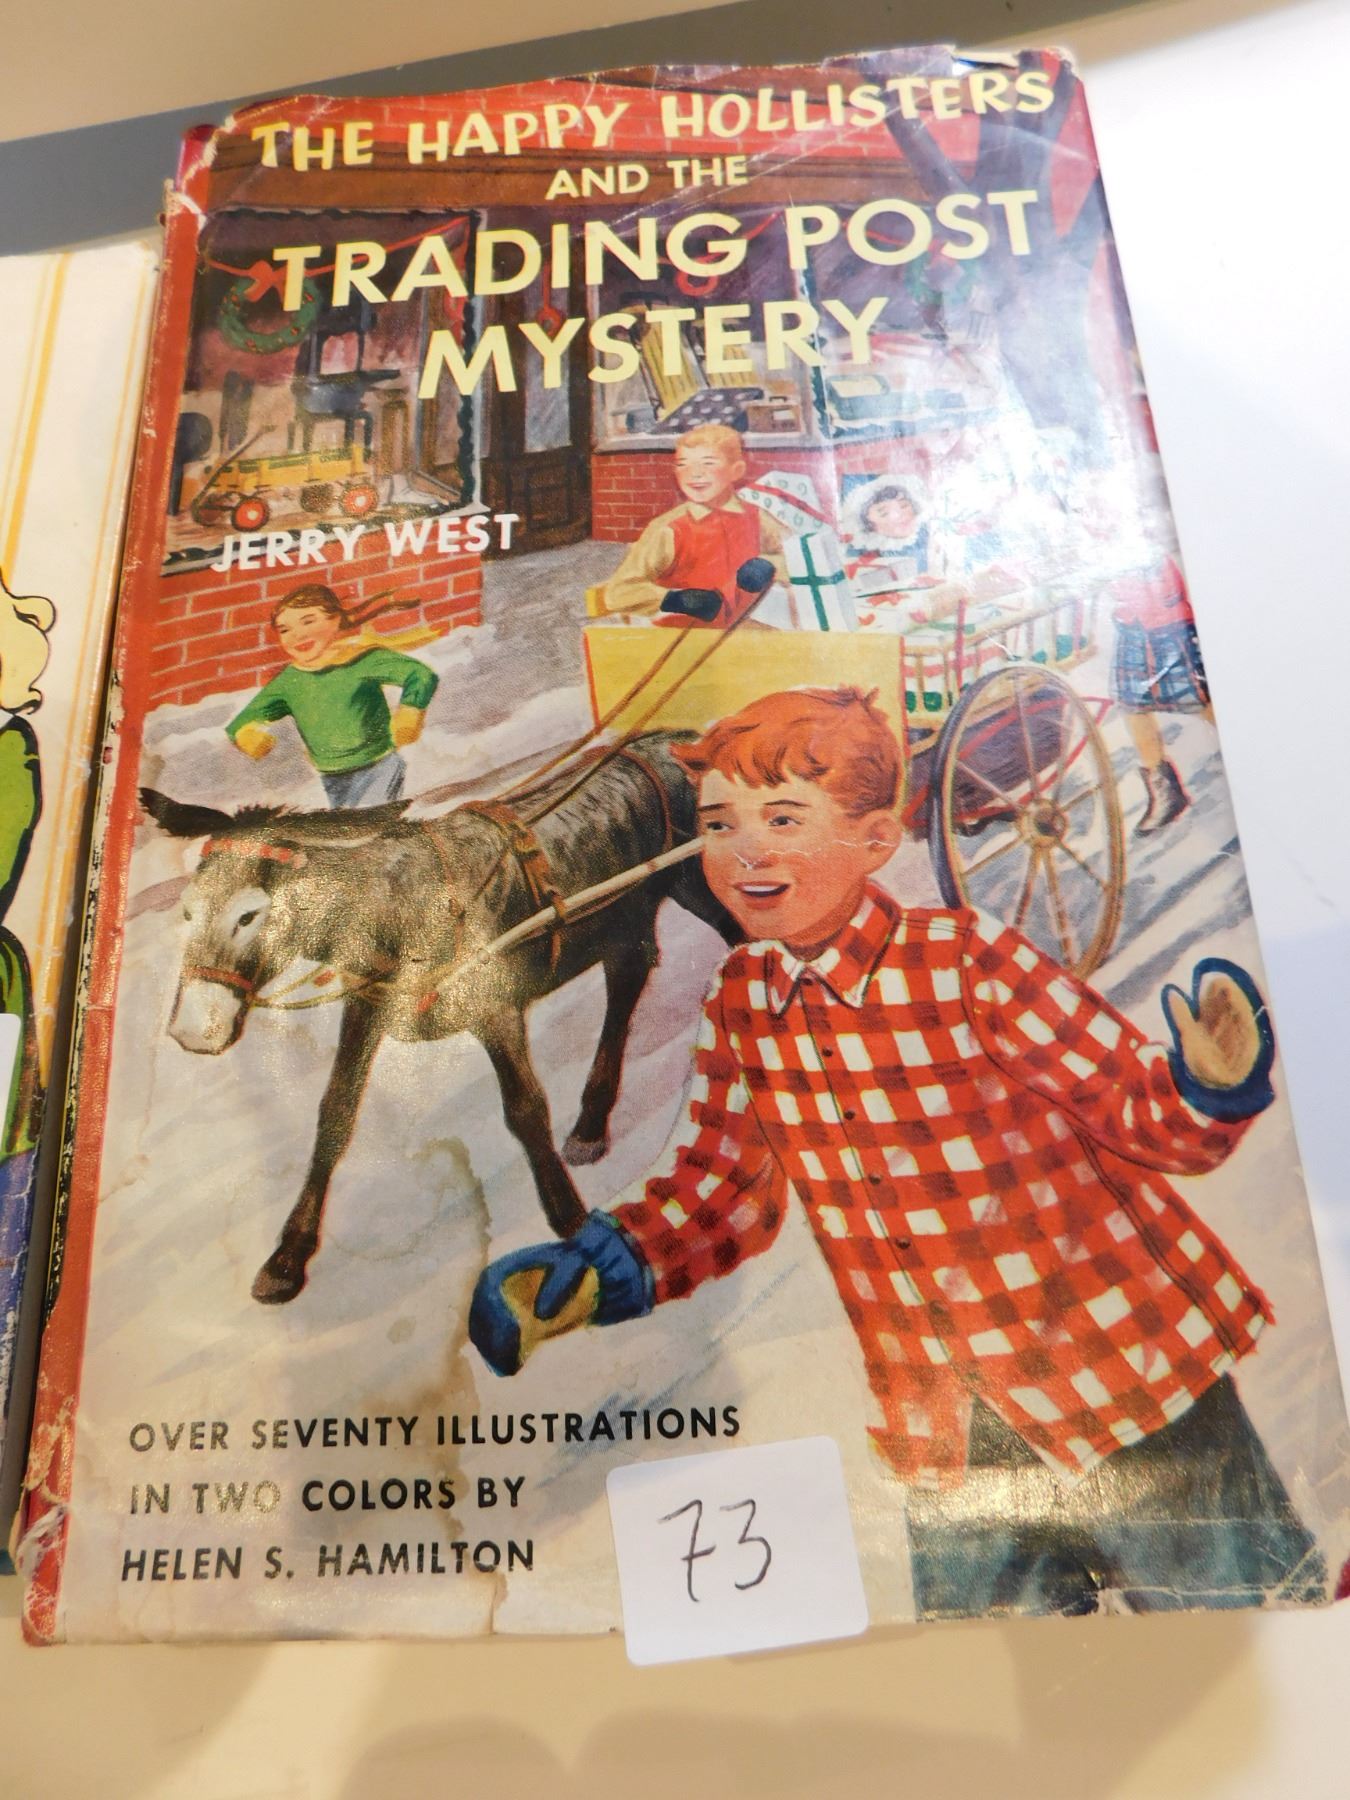 THE HAPPY HOLLISTERS
AND THE
TRADING POST
MYSTERY
JERRY WEST
OVER SEVENTY ILLUSTRATIONS
IN TWO COLORS BY
HELEN S. HAMILTON
73